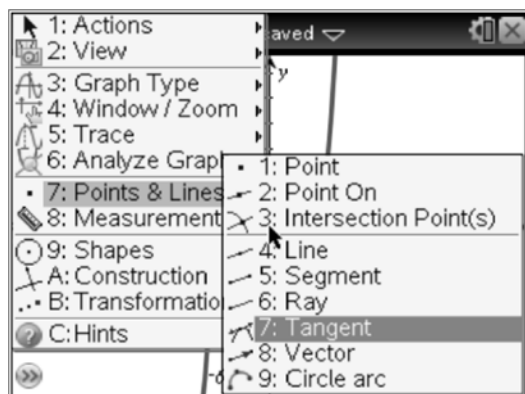 1: Actions
2: View
3: Graph Type
4: Window / Zoom
5: Trace
6: Analyze Grap
7: Points & Lines
8: Measurement
9: Shapes
A: Construction
B: Transformatio
C: Hints
aved
y
1: Point
2: Point On
3: Intersection Point(s)
4: Line
5: Segment
6: Ray
7: Tangent
8: Vector
9: Circle arc